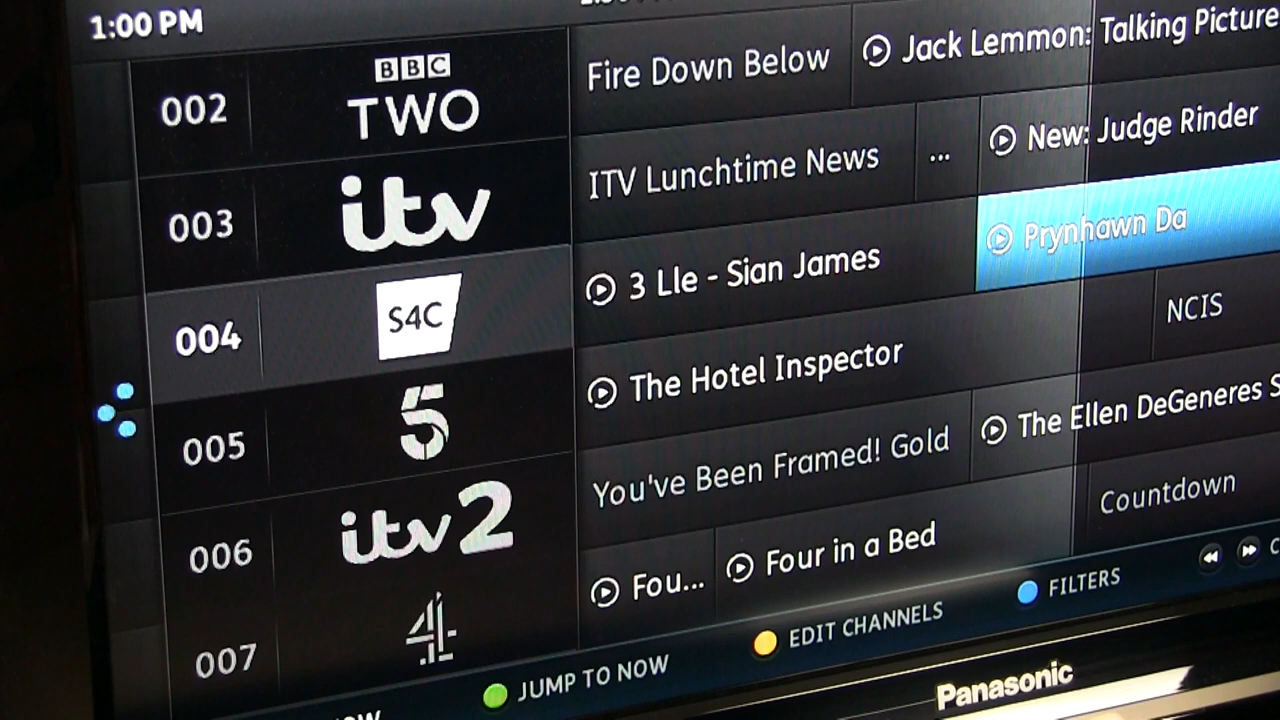 1:00 PM
002 BBC TWO Fire Down Below Jack Lemmon: Talking Picture
003 itv ITV Lunchtime News ... New: Judge Rinder
004 S4C 3 Lle - Sian James Prynhawn Da
005 5 The Hotel Inspector NCIS
006 itv2 You've Been Framed! Gold The Ellen DeGeneres S
007 4 Fou... Four in a Bed Countdown
JUMP TO NOW EDIT CHANNELS FILTERS
Panasonic